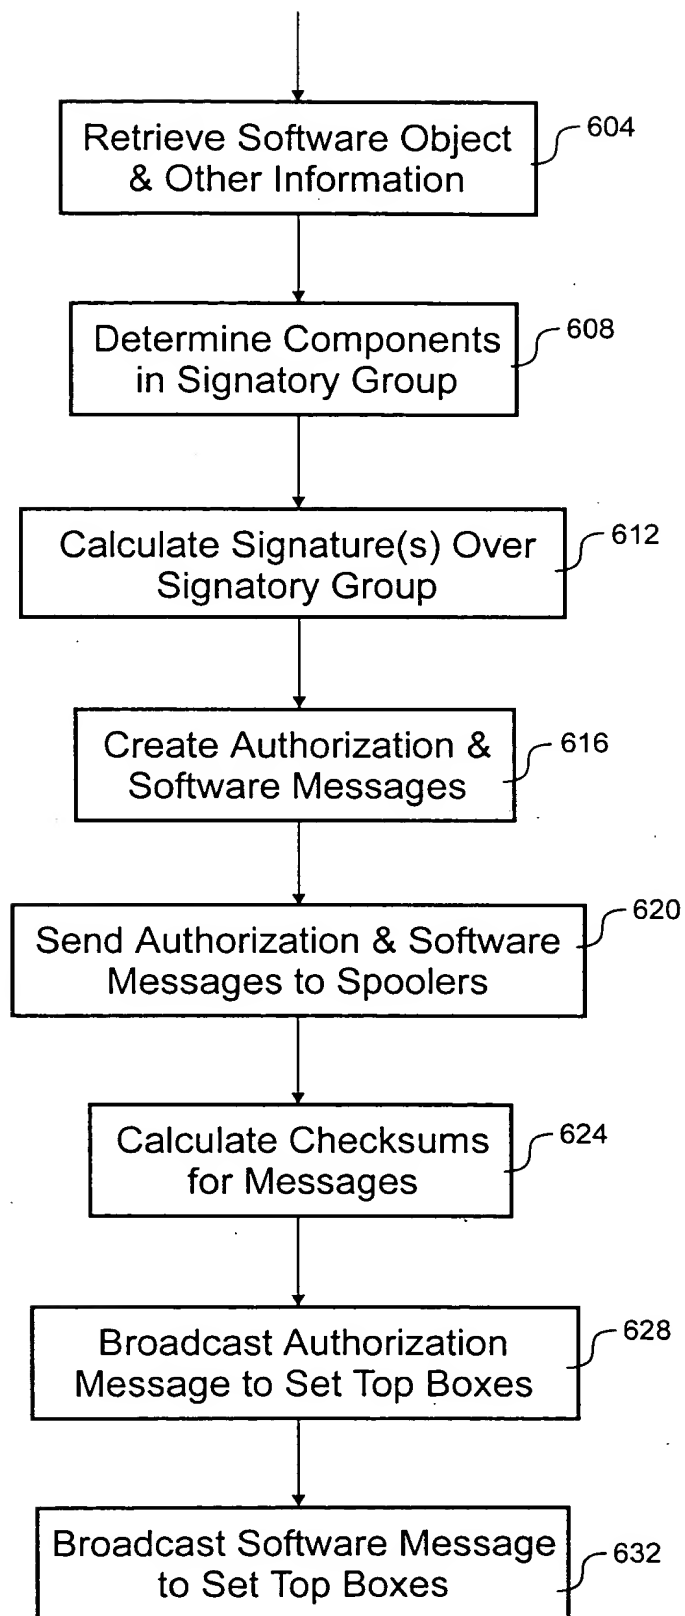 Retrieve Software Object
& Other Information
604
Determine Components
in Signatory Group
608
Calculate Signature(s) Over
Signatory Group
612
Create Authorization &
Software Messages
616
Send Authorization & Software
Messages to Spoolers
620
Calculate Checksums
for Messages
624
Broadcast Authorization
Message to Set Top Boxes
628
Broadcast Software Message
to Set Top Boxes
632